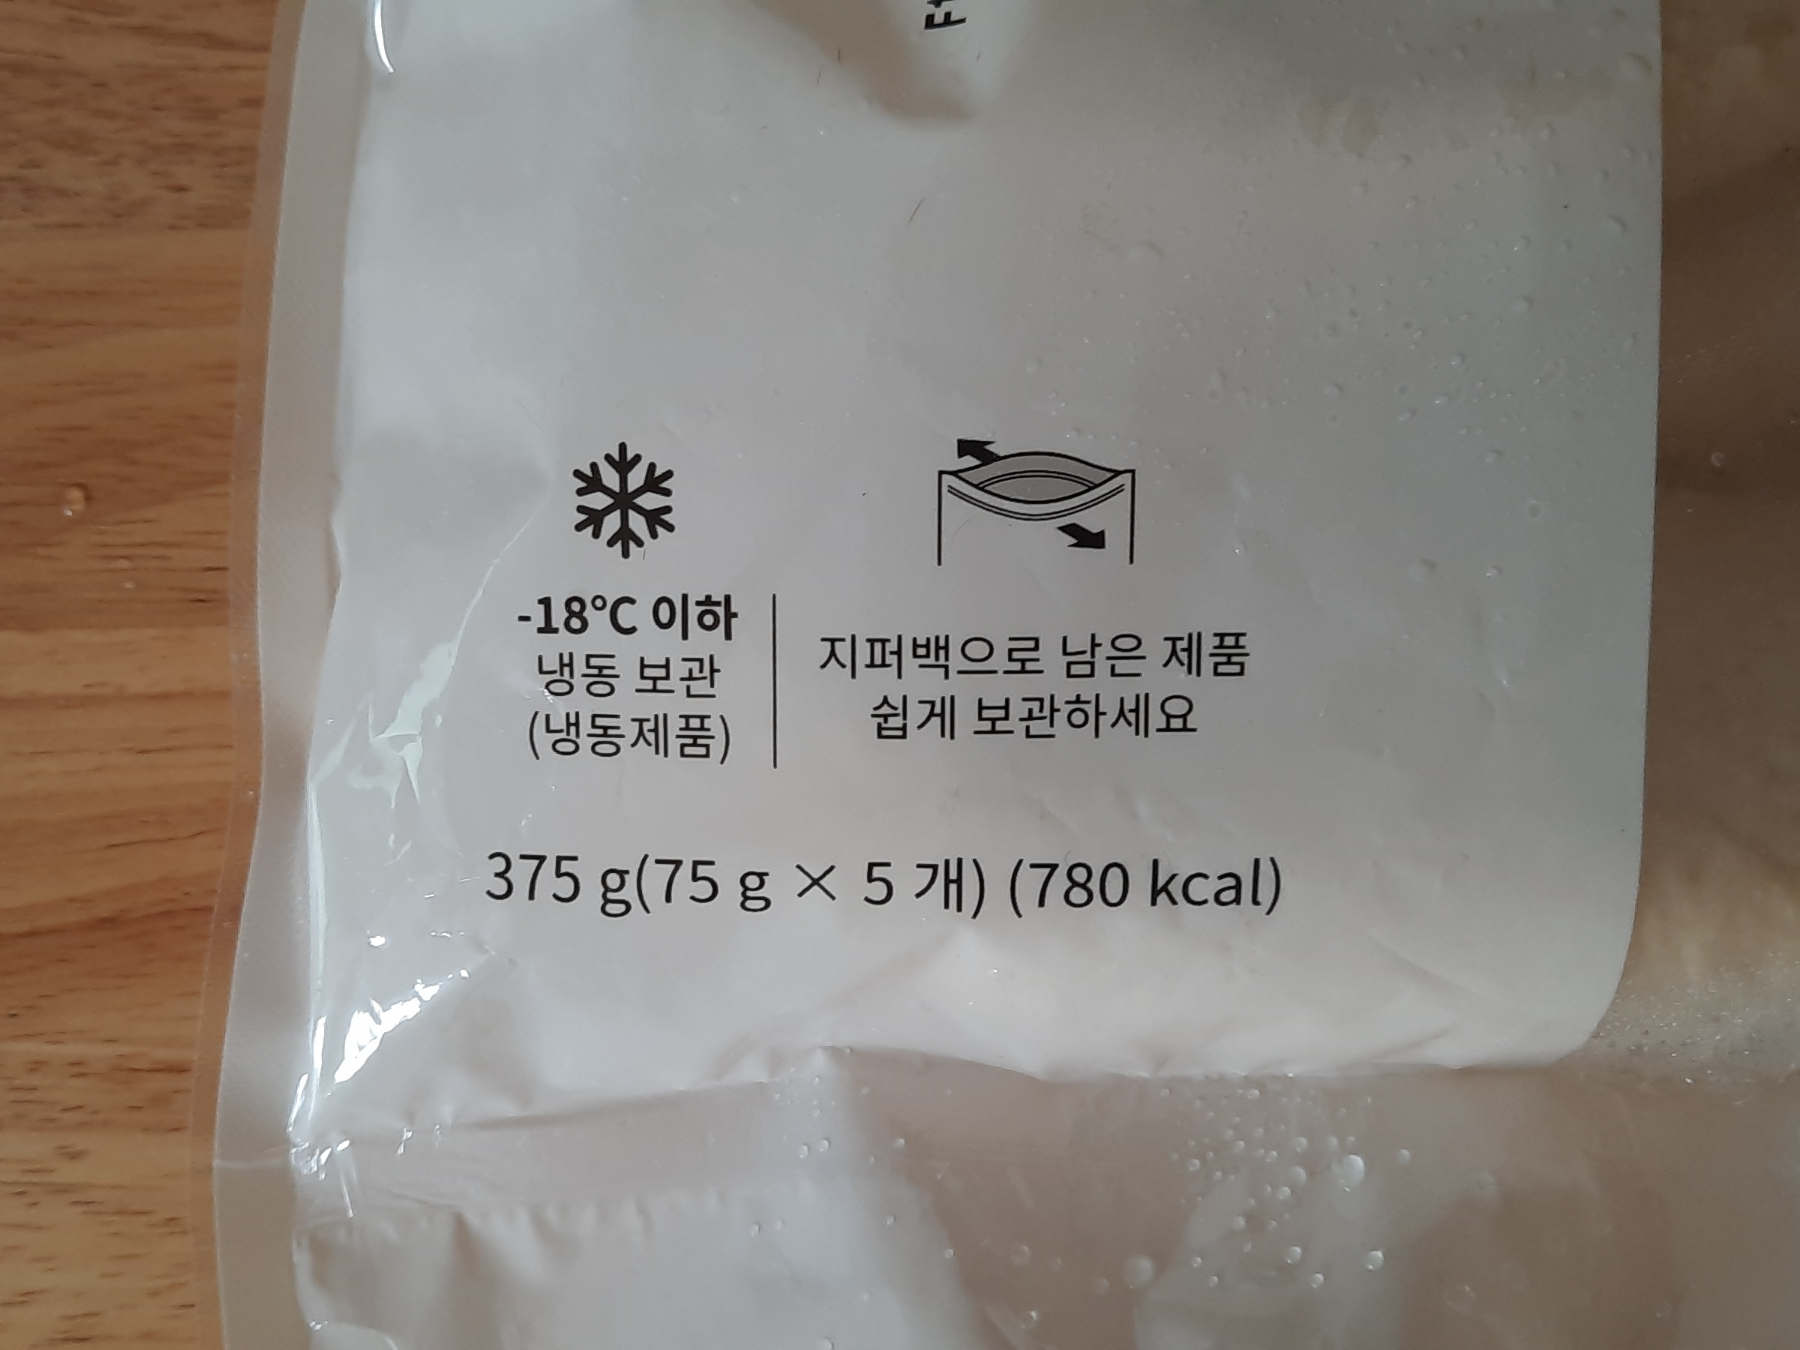 -18℃ 이하
냉동 보관
(냉동제품)
지퍼백으로 남은 제품
쉽게 보관하세요
375 g(75 g × 5 개) (780 kcal)